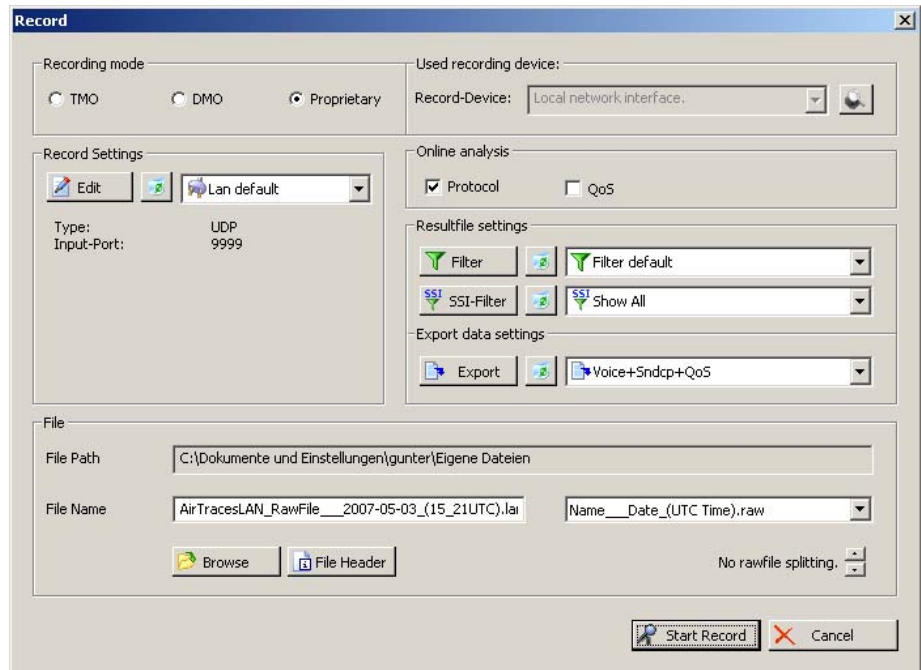 Record
Recording mode
TMO
DMO
Proprietary
Used recording device:
Record-Device:
Local network interface.
Record Settings
Edit
Lan default
Type:
UDP
Input-Port:
9999
Online analysis
Protocol
QoS
Resultfile settings
Filter
Filter default
SSI
SSI-Filter
SSI
Show All
Export data settings
Export
Voice+Sndcp+QoS
File
File Path
C:\Dokumente und Einstellungen\gunter\Eigene Dateien
File Name
AirTracesLAN_RawFile___2007-05-03_(15_21UTC).lar
Name___Date_(UTC Time).raw
Browse
File Header
No rawfile splitting.
Start Record
Cancel